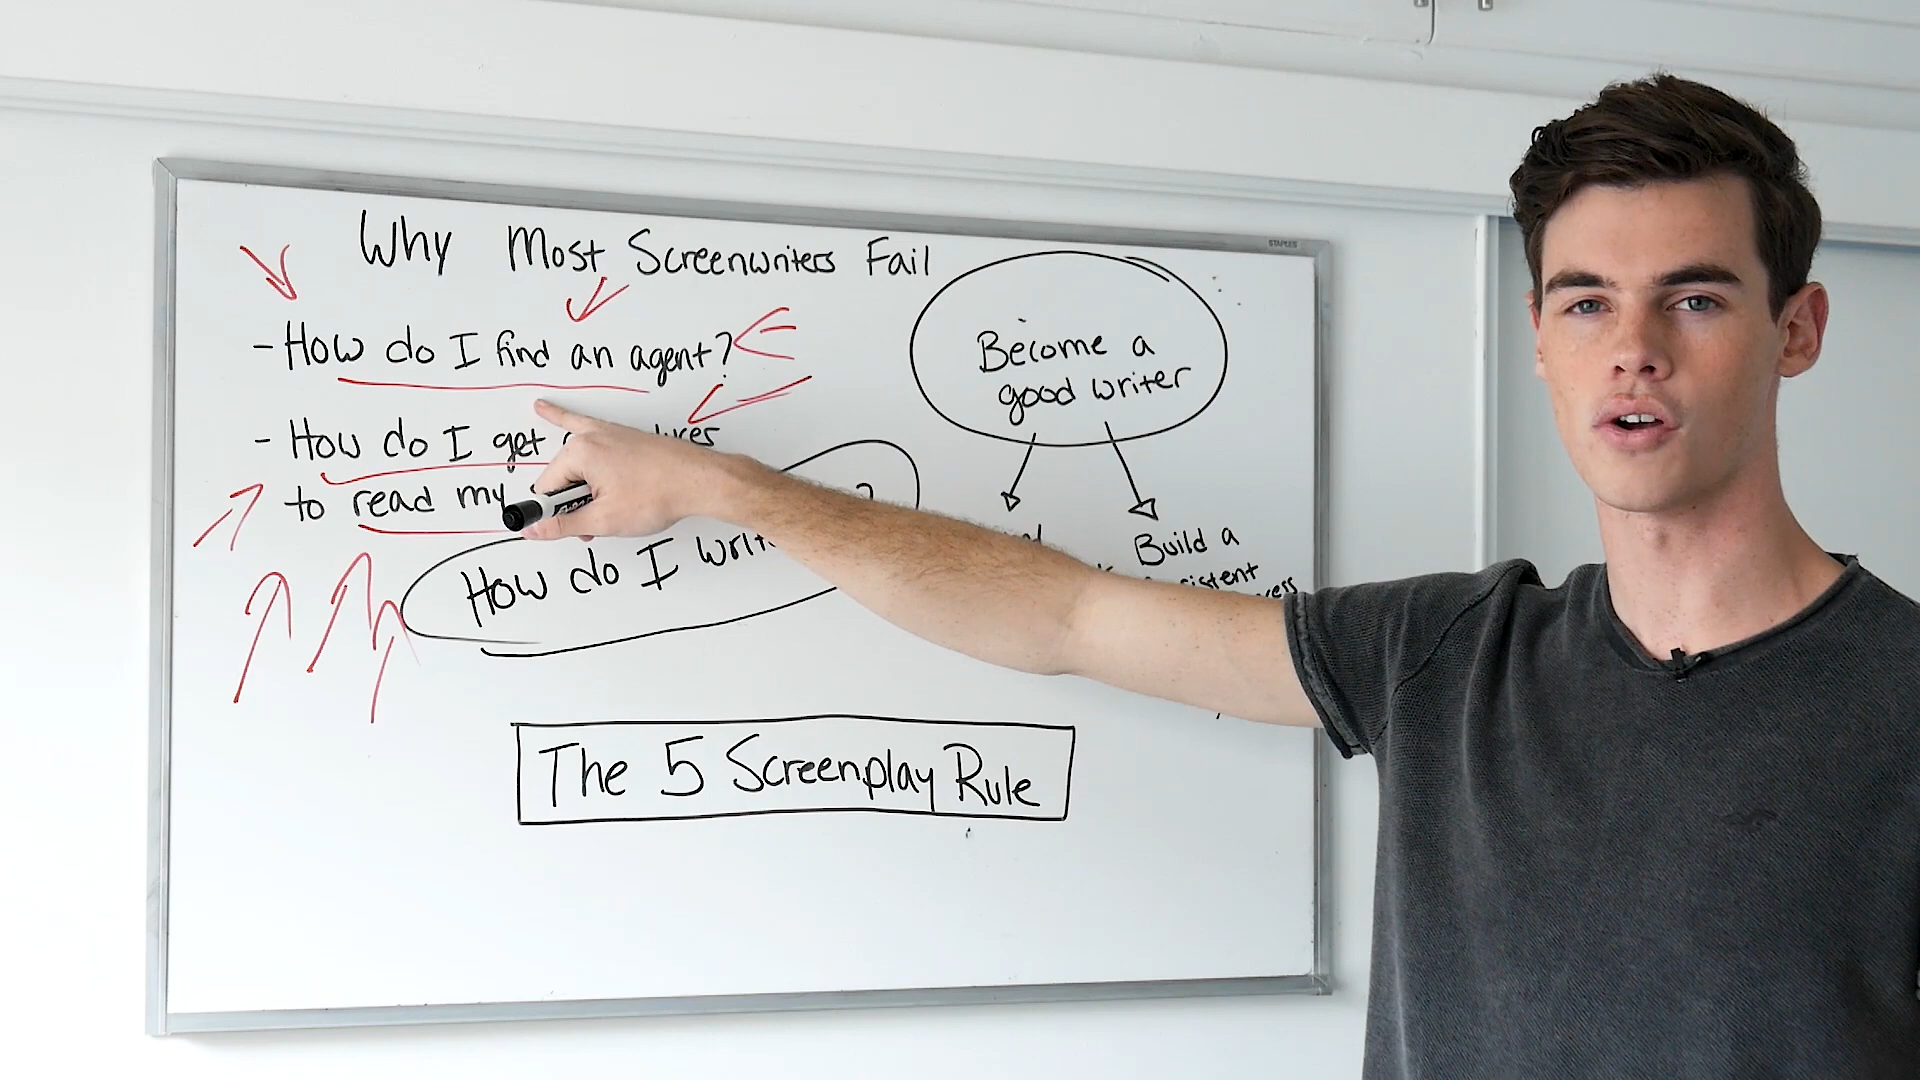 STAPLES
Why Most Screenwriters Fail
- How do I find an agent?
- How do I get
to read my
How do I
The 5 Screenplay Rule
Become a
good writer
Build a